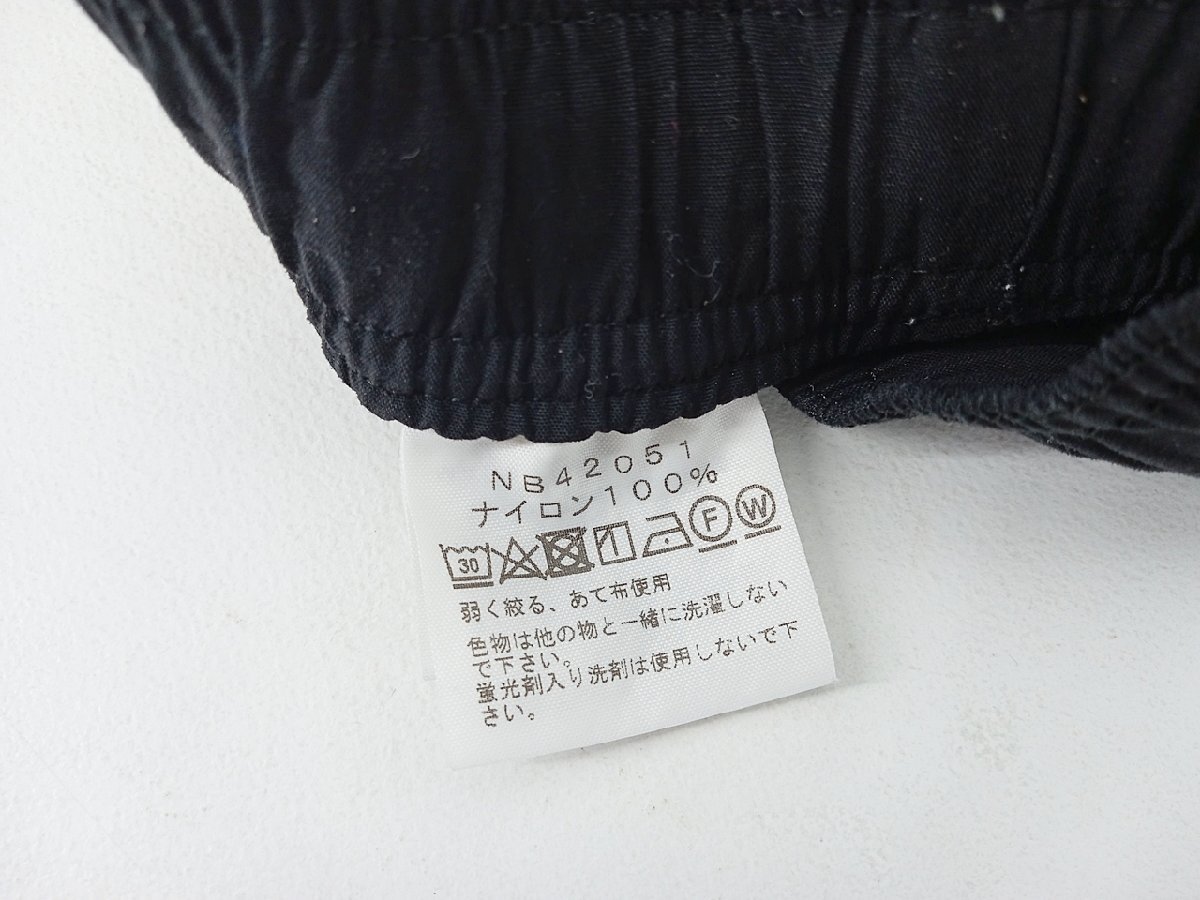 NB42051
ナイロン100%
30 F W
弱く絞る、あて布使用
色物は他の物と一緒に洗濯しない
で下さい。
蛍光剤入り洗剤は使用しないで下
さい。